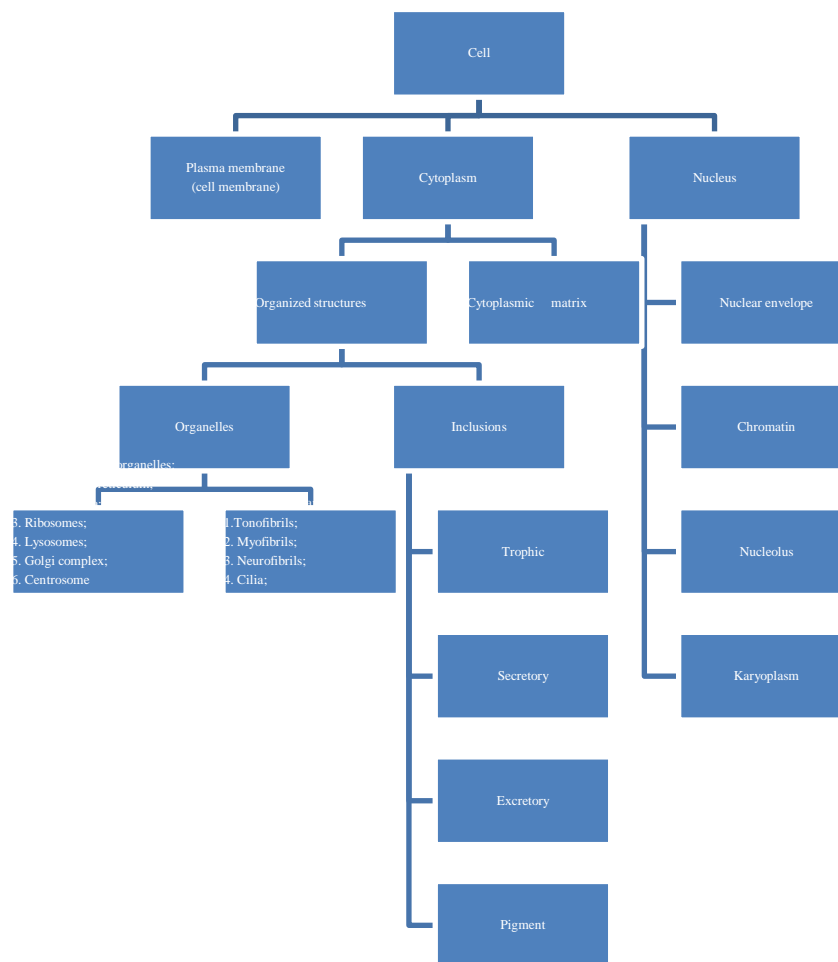 Cell
Plasma membrane
(cell membrane)
Cytoplasm
Nucleus
Organized structures
Cytoplasmic matrix
Nuclear envelope
Organelles
Inclusions
Chromatin
organelles;
3. Ribosomes;
4. Lysosomes;
5. Golgi complex;
6. Centrosome
1.Tonofibrils;
2. Myofibrils;
3. Neurofibrils;
4. Cilia;
Trophic
Nucleolus
Secretory
Karyoplasm
Excretory
Pigment